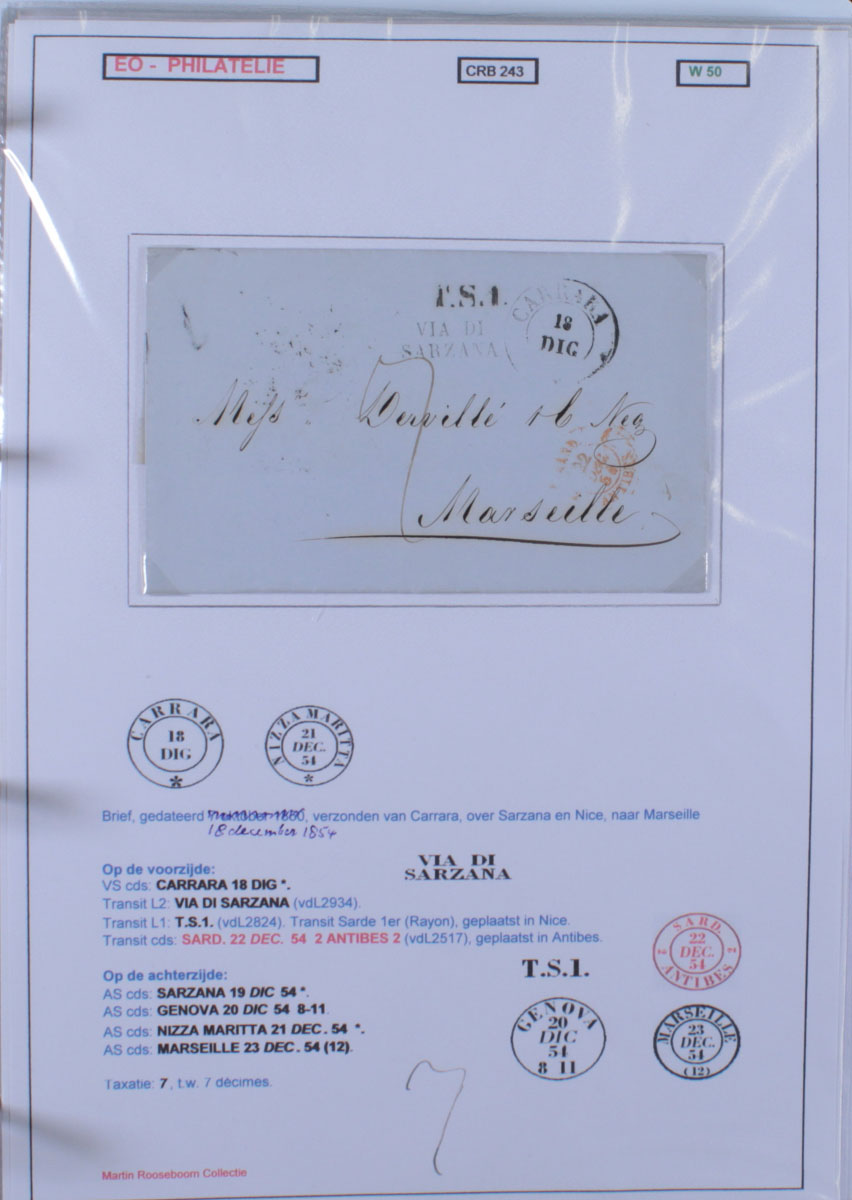 EO - PHILATELIE
CRB 243
W 50
T.S.1.
VIA DI
SARZANA
CARRARA
18
DIG
Mess Dervillé & C Neg
Marseille
7
22
CARRARA
18
DIG
*
NIZZA MARITTA
21
DEC.
54
*
Brief, gedateerd, verzonden van Carrara, over Sarzana en Nice, naar Marseille
18 december 1854
VIA DI
SARZANA
Op de voorzijde:
VS cds: CARRARA 18 DIG *.
Transit L2: VIA DI SARZANA (vdL2934).
Transit L1: T.S.1. (vdL2824). Transit Sarde 1er (Rayon), geplaatst in Nice.
Transit cds: SARD. 22 DEC. 54 2 ANTIBES 2 (vdL2517), geplaatst in Antibes.
SARD.
22
DEC.
54
2 2
ANTIBES
T.S.1.
Op de achterzijde:
AS cds: SARZANA 19 DIC 54 *.
AS cds: GENOVA 20 DIC 54 8-11.
AS cds: NIZZA MARITTA 21 DEC. 54 *.
AS cds: MARSEILLE 23 DEC. 54 (12).
GENOVA
20
DIC
54
8 11
MARSEILLE
23
DEC.
54
(12)
Taxatie: 7, t.w. 7 décimes.
7
Martin Rooseboom Collectie